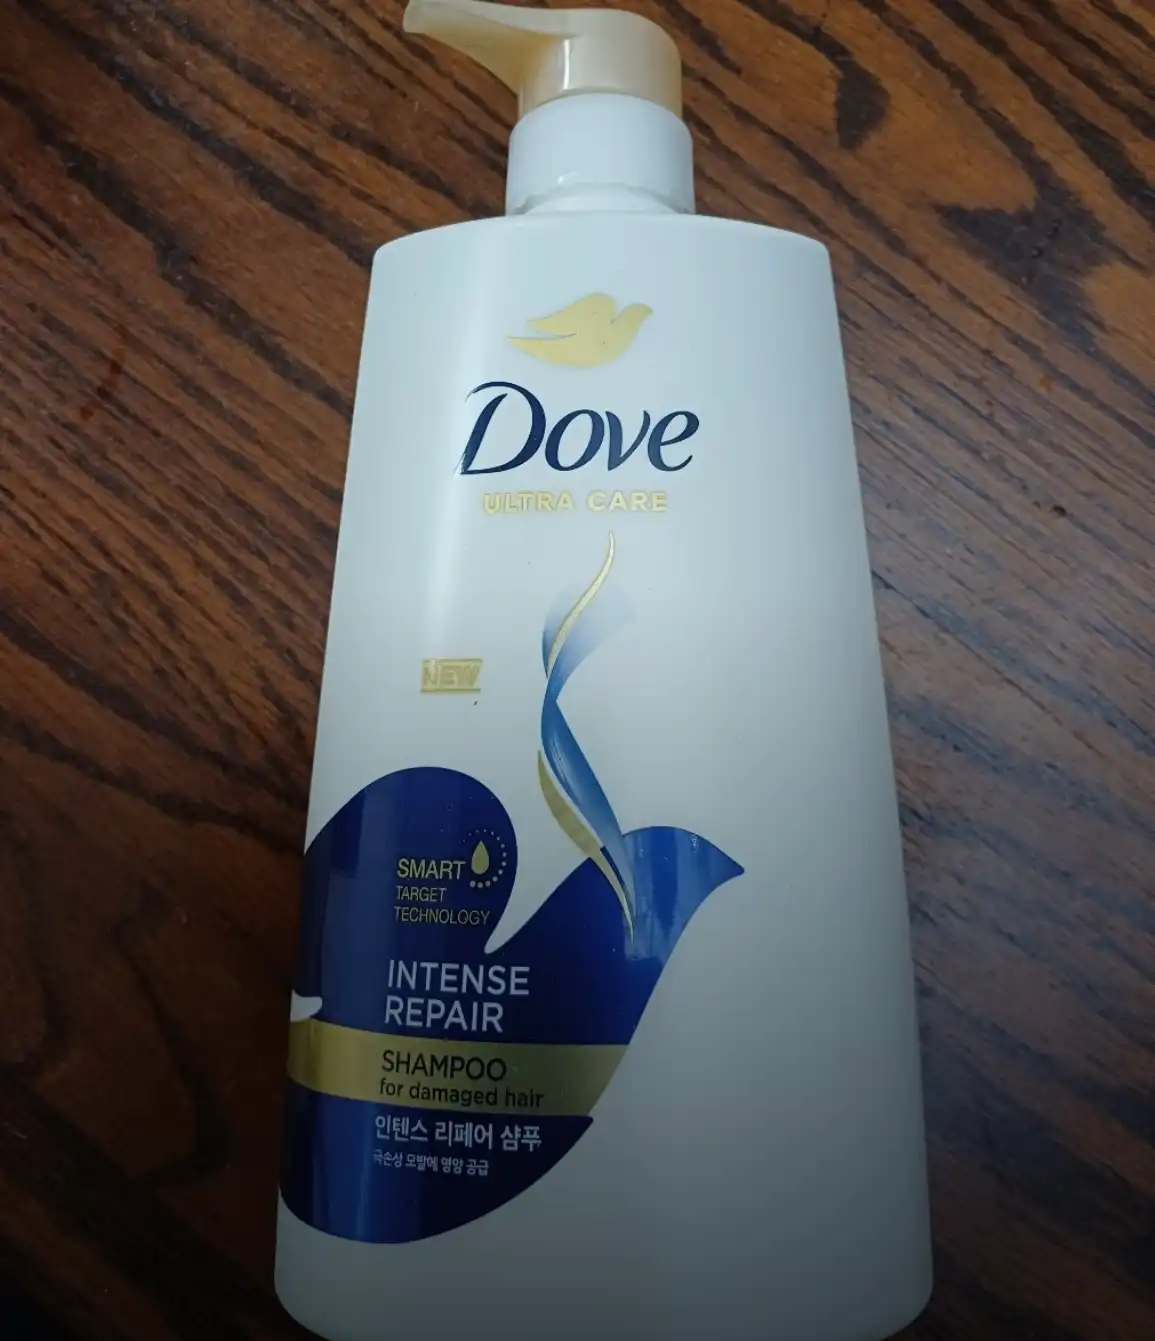 Dove
ULTRA CARE
NEW
SMART
TARGET
TECHNOLOGY
INTENSE
REPAIR
SHAMPOO
for damaged hair
인텐스 리페어 샴푸
극손상 모발에 영양 공급